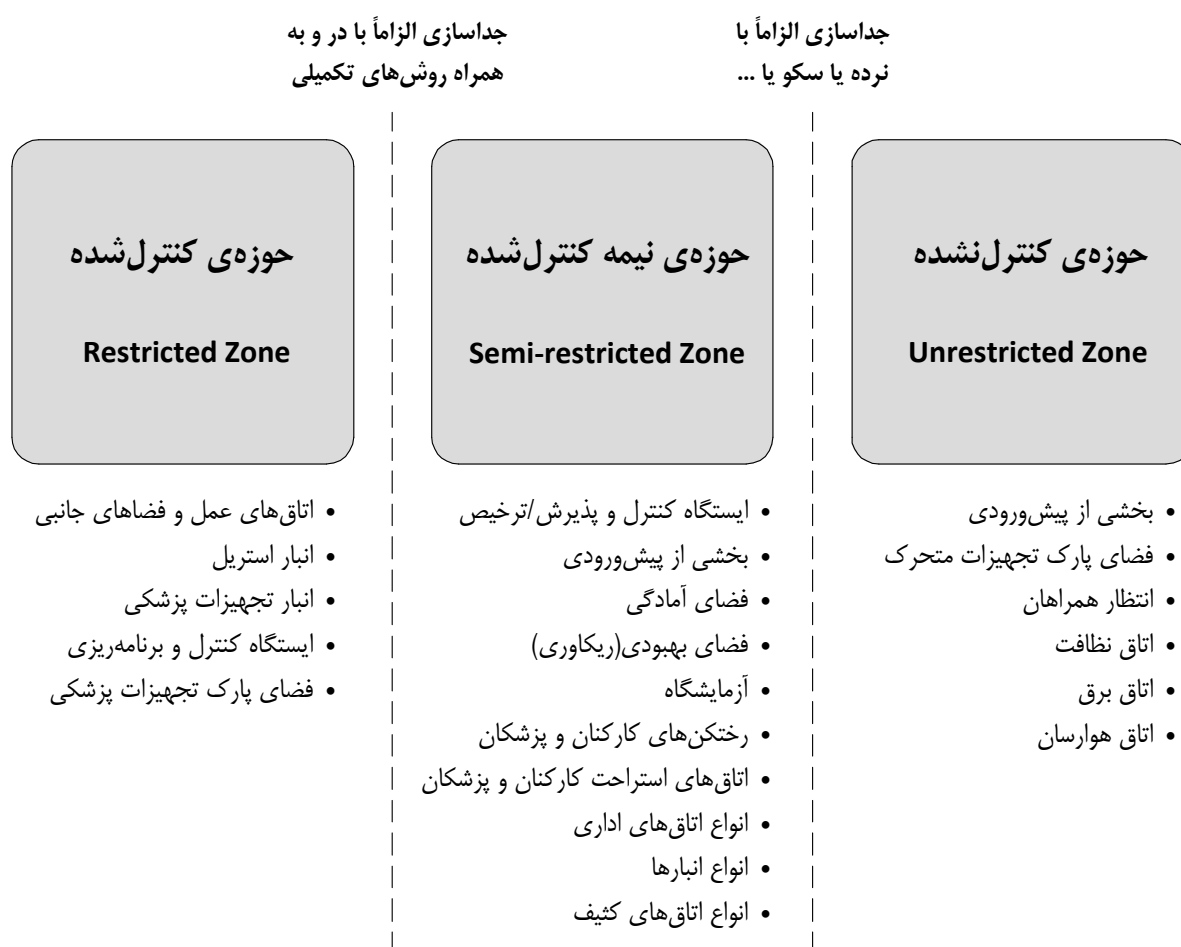 جداسازی الزاماً با
نرده یا سکو یا ...
جداسازی الزاماً با در و به
همراه روش‌های تکمیلی
حوزه‌ی کنترل‌نشده
Unrestricted Zone
• بخشی از پیش‌ورودی
• فضای پارک تجهیزات متحرک
• انتظار همراهان
• اتاق نظافت
• اتاق برق
• اتاق هوارسان
حوزه‌ی نیمه کنترل‌شده
Semi-restricted Zone
• ایستگاه کنترل و پذیرش/ترخیص
• بخشی از پیش‌ورودی
• فضای آمادگی
• فضای بهبودی(ریکاوری)
• آزمایشگاه
• رختکن‌های کارکنان و پزشکان
• اتاق‌های استراحت کارکنان و پزشکان
• انواع اتاق‌های اداری
• انواع انبارها
• انواع اتاق‌های کثیف
حوزه‌ی کنترل‌شده
Restricted Zone
• اتاق‌های عمل و فضاهای جانبی
• انبار استریل
• انبار تجهیزات پزشکی
• ایستگاه کنترل و برنامه‌ریزی
• فضای پارک تجهیزات پزشکی